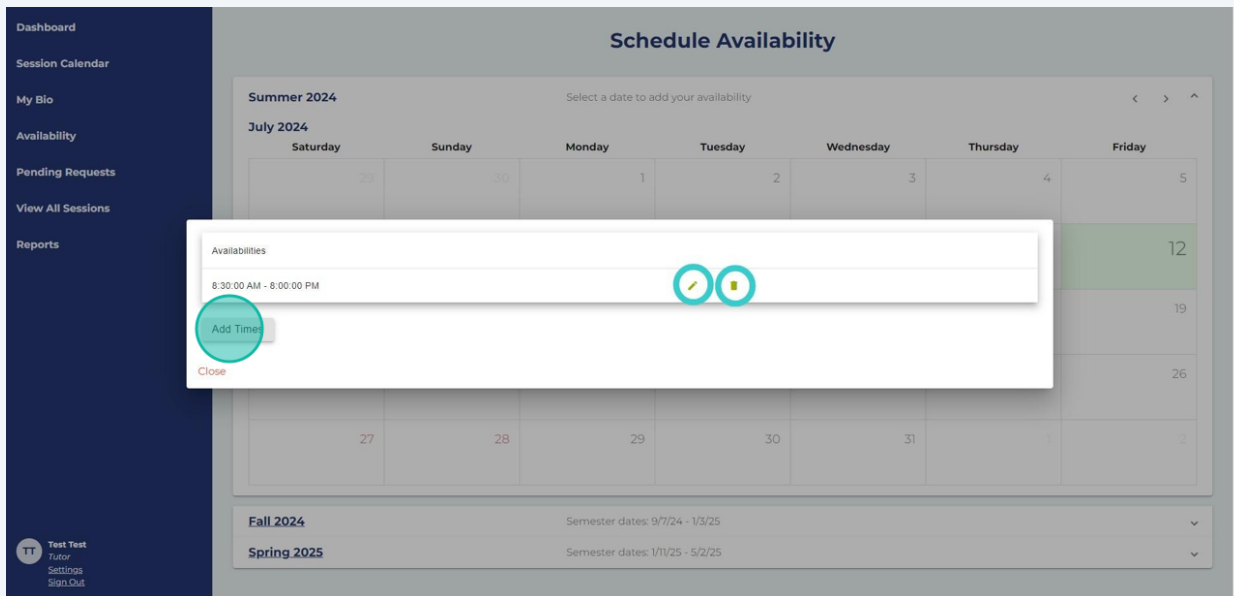 Dashboard
Session Calendar
My Bio
Availability
Pending Requests
View All Sessions
Reports
TT
Test Test
Tutor
Settings
Sign Out
Schedule Availability
Summer 2024 Select a date to add your availability
July 2024
Saturday Sunday Monday Tuesday Wednesday Thursday Friday
29 30 1 2 3 4 5
12
19
26
27 28 29 30 31 1 2
Availabilities
8:30:00 AM - 8:00:00 PM
Add Times
Close
Fall 2024 Semester dates: 9/7/24 - 1/3/25
Spring 2025 Semester dates: 1/11/25 - 5/2/25